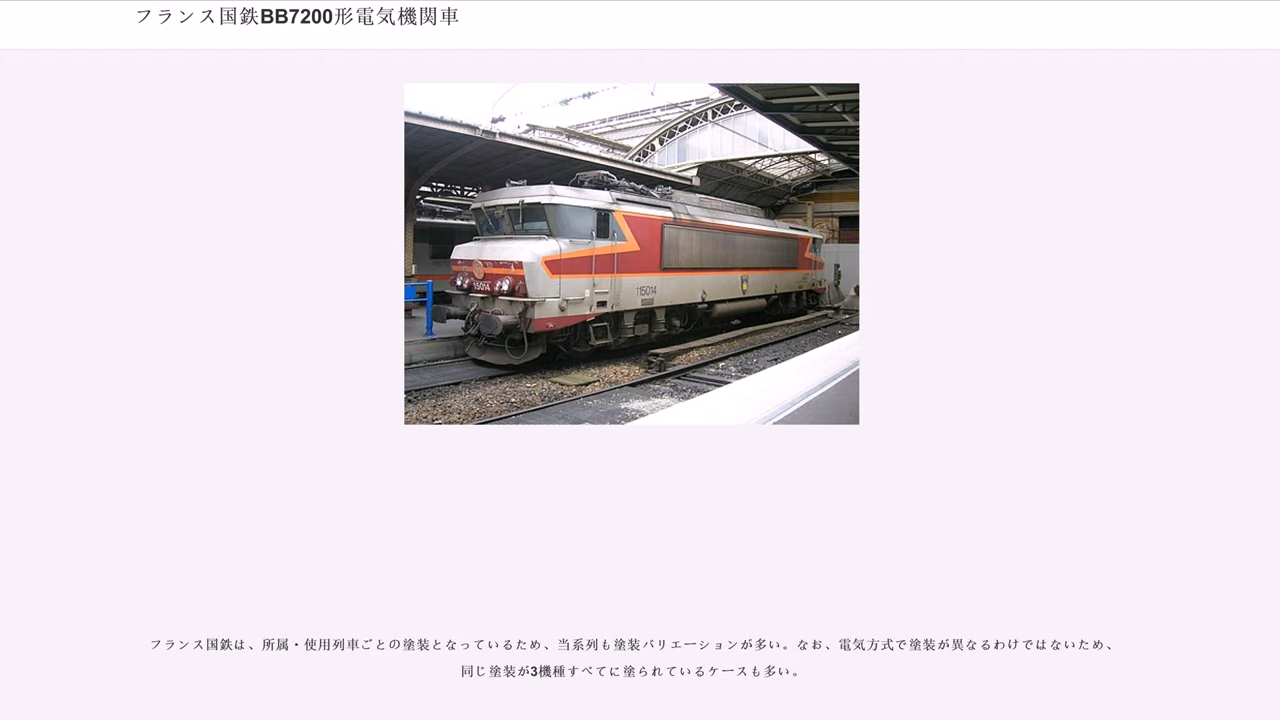 フランス国鉄BB7200形電気機関車
15014
115014
フランス国鉄は、所属・使用列車ごとの塗装となっているため、当系列も塗装バリエーションが多い。なお、電気方式で塗装が異なるわけではないため、
同じ塗装が3機種すべてに塗られているケースも多い。